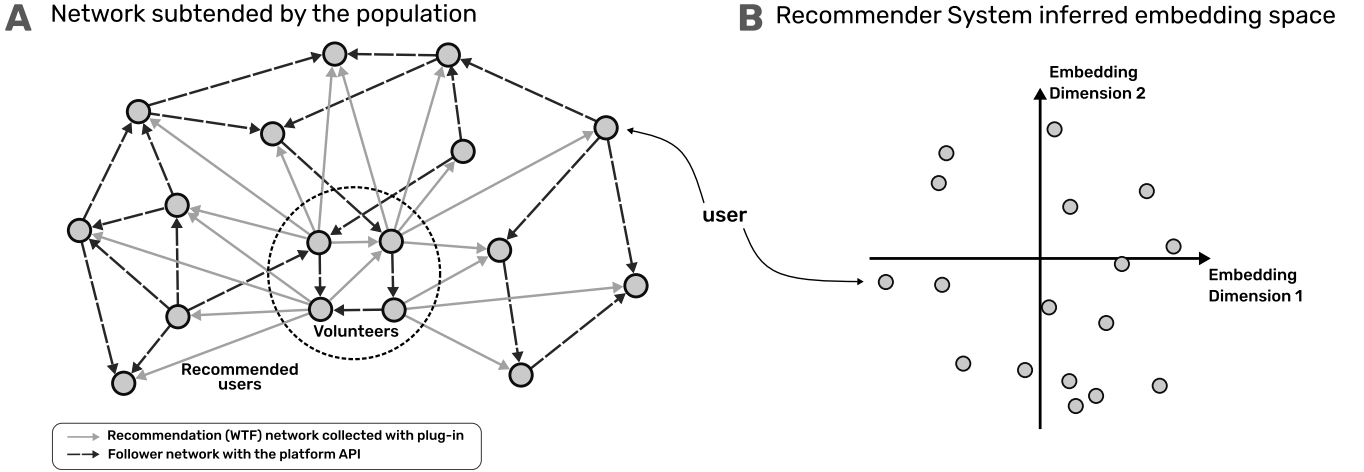 A Network subtended by the population
B Recommender System inferred embedding space
Embedding
Dimension 2
user
Embedding
Dimension 1
Volunteers
Recommended
users
Recommendation (WTF) network collected with plug-in
Follower network with the platform API